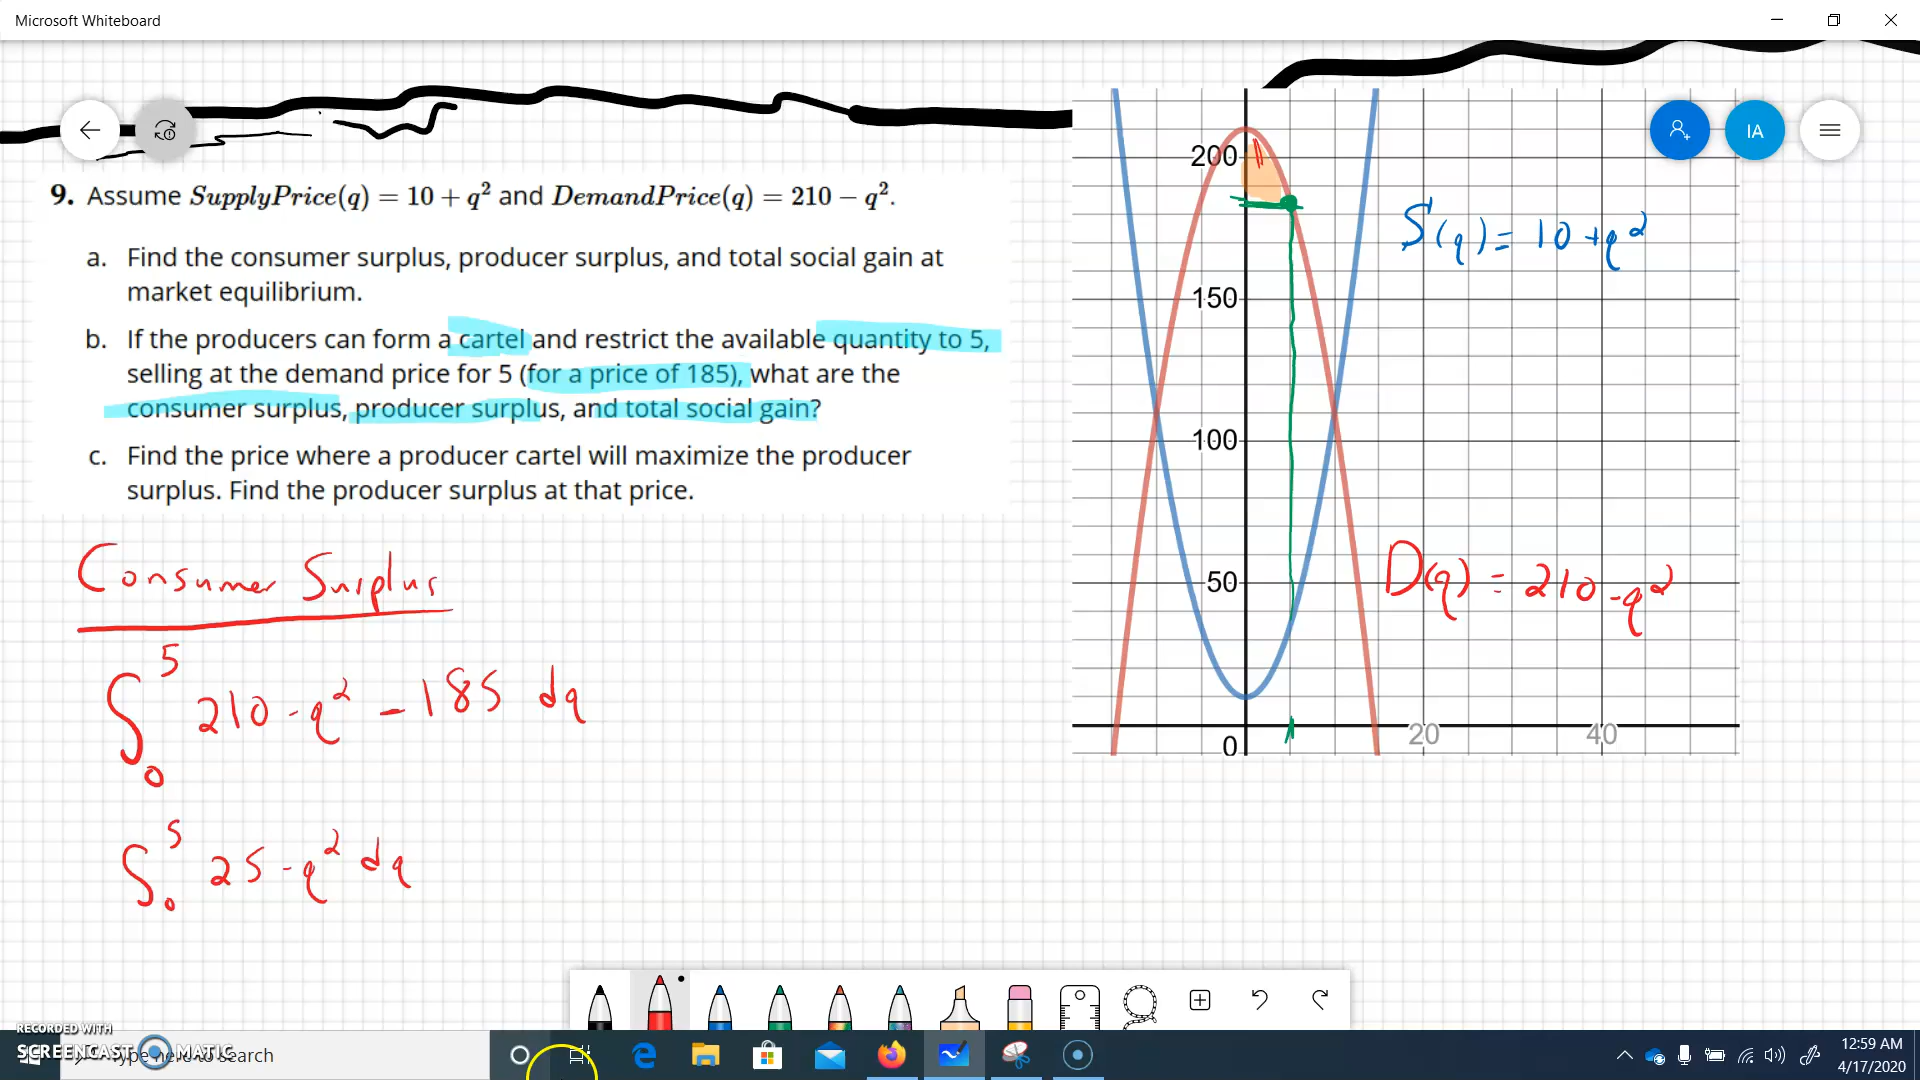 Microsoft Whiteboard
IA
9. Assume SupplyPrice(q) = 10 + q² and DemandPrice(q) = 210 − q².
a. Find the consumer surplus, producer surplus, and total social gain at
market equilibrium.
b. If the producers can form a cartel and restrict the available quantity to 5,
selling at the demand price for 5 (for a price of 185), what are the
consumer surplus, producer surplus, and total social gain?
c. Find the price where a producer cartel will maximize the producer
surplus. Find the producer surplus at that price.
200
150
100
50
0
20
40
S(q) = 10 + q²
D(q) = 210 - q²
Consumer Surplus
∫₀⁵ 210 - q² - 185 dq
∫₀⁵ 25 - q² dq
RECORDED WITH
SCREENCAST MATIC
Type here to search
12:59 AM
4/17/2020